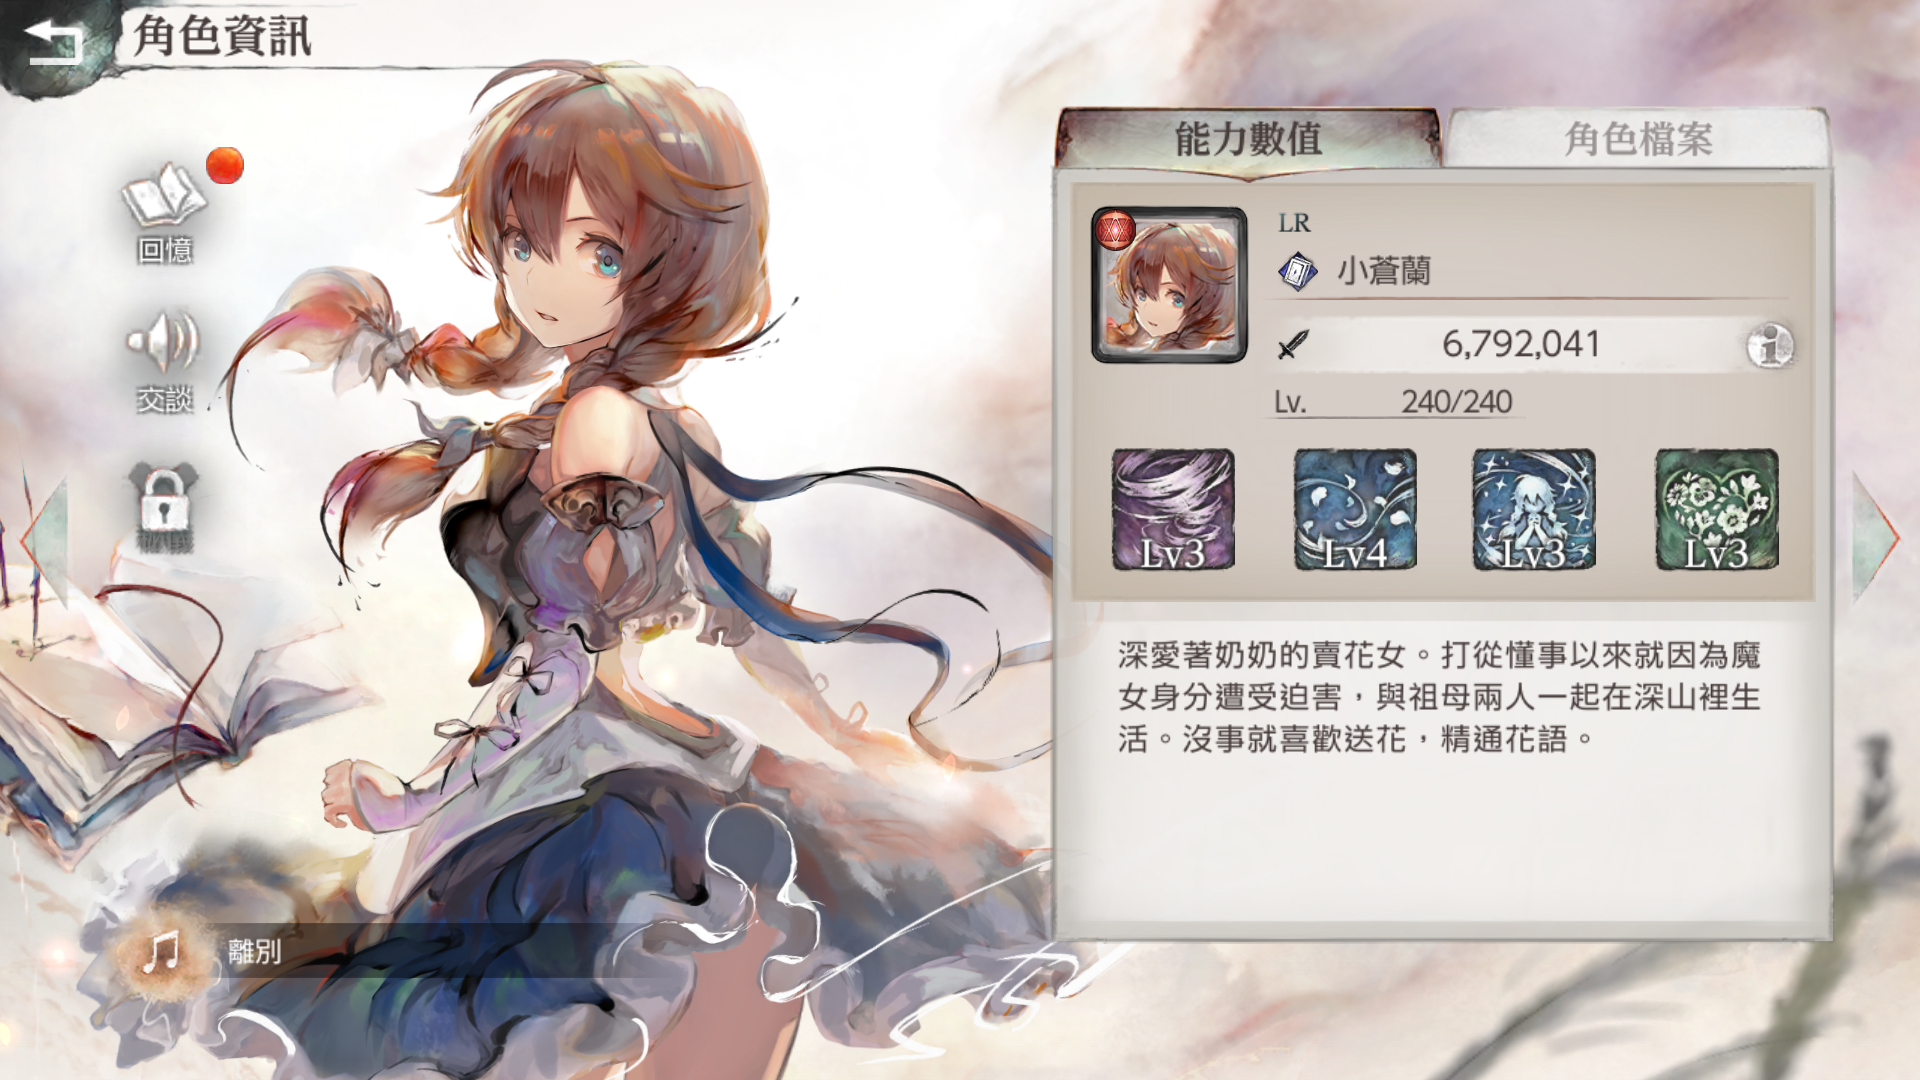 角色資訊
回憶
交談
離別
能力數值
角色檔案
LR
小蒼蘭
6,792,041
Lv. 240/240
Lv3
Lv4
Lv3
Lv3
深愛著奶奶的賣花女。打從懂事以來就因為魔
女身分遭受迫害，與祖母兩人一起在深山裡生
活。沒事就喜歡送花，精通花語。